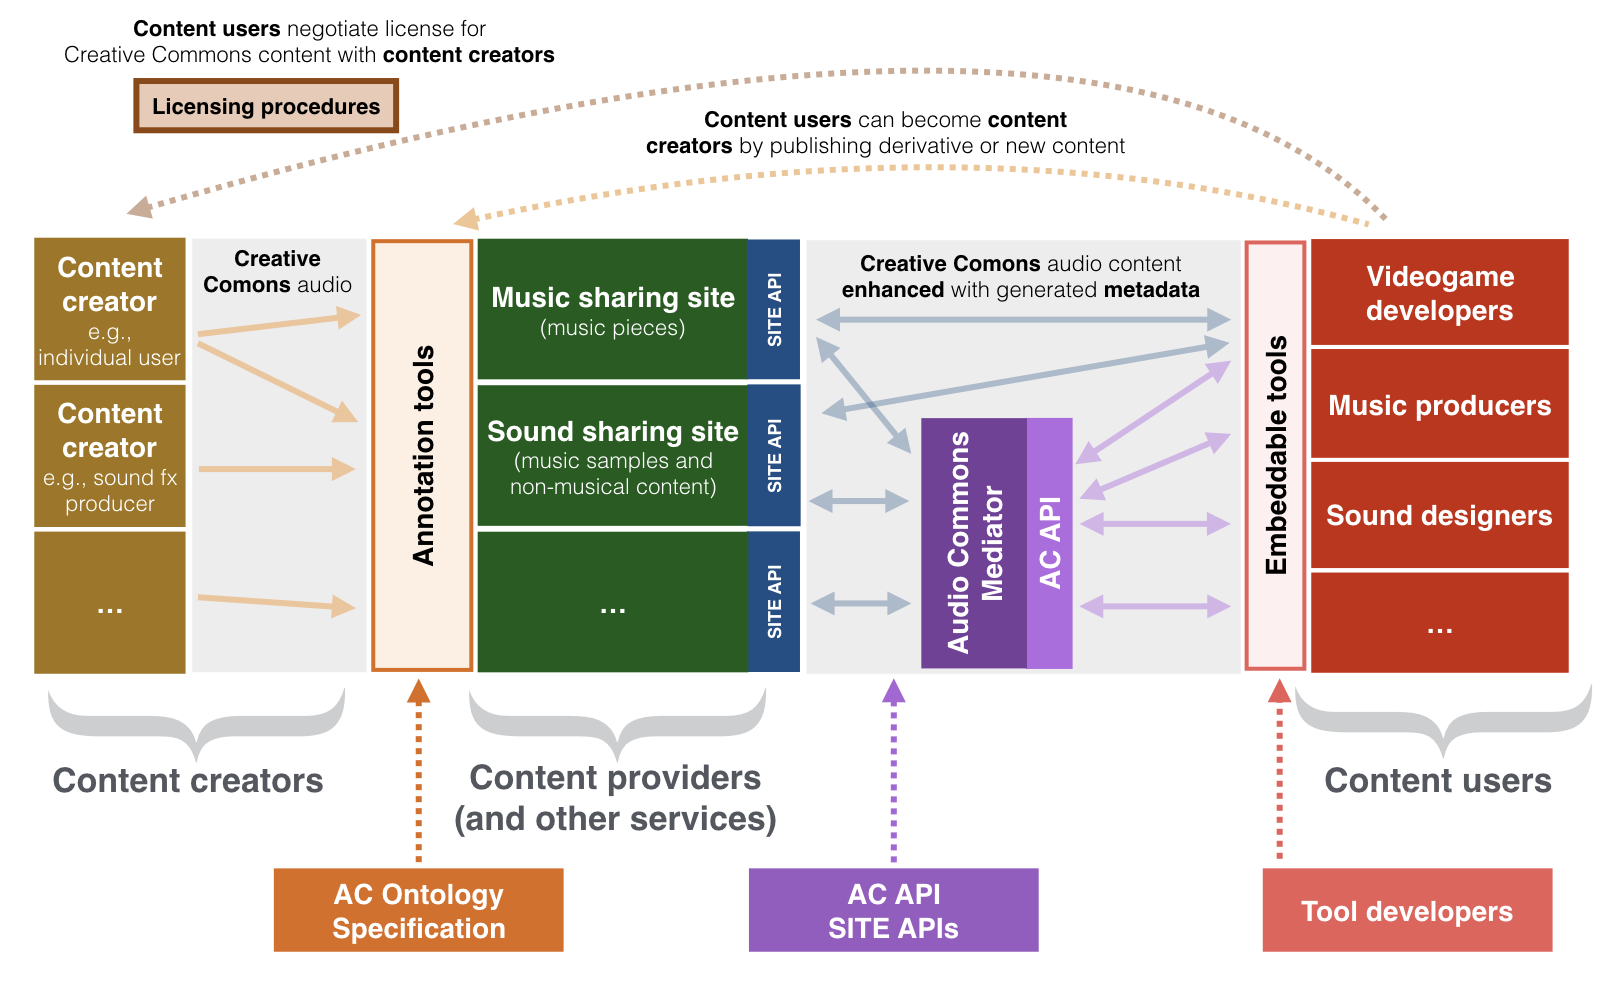 Content users negotiate license for
Creative Commons content with content creators
Licensing procedures
Content users can become content
creators by publishing derivative or new content
Content
creator
e.g.,
individual user
Content
creator
e.g., sound fx
producer
...
Creative
Comons audio
Annotation tools
Music sharing site
(music pieces)
Sound sharing site
(music samples and
non-musical content)
...
SITE API
SITE API
SITE API
Creative Comons audio content
enhanced with generated metadata
Audio Commons
Mediator
AC API
Embeddable tools
Videogame
developers
Music producers
Sound designers
...
Content creators
Content providers
(and other services)
Content users
AC Ontology
Specification
AC API
SITE APIs
Tool developers